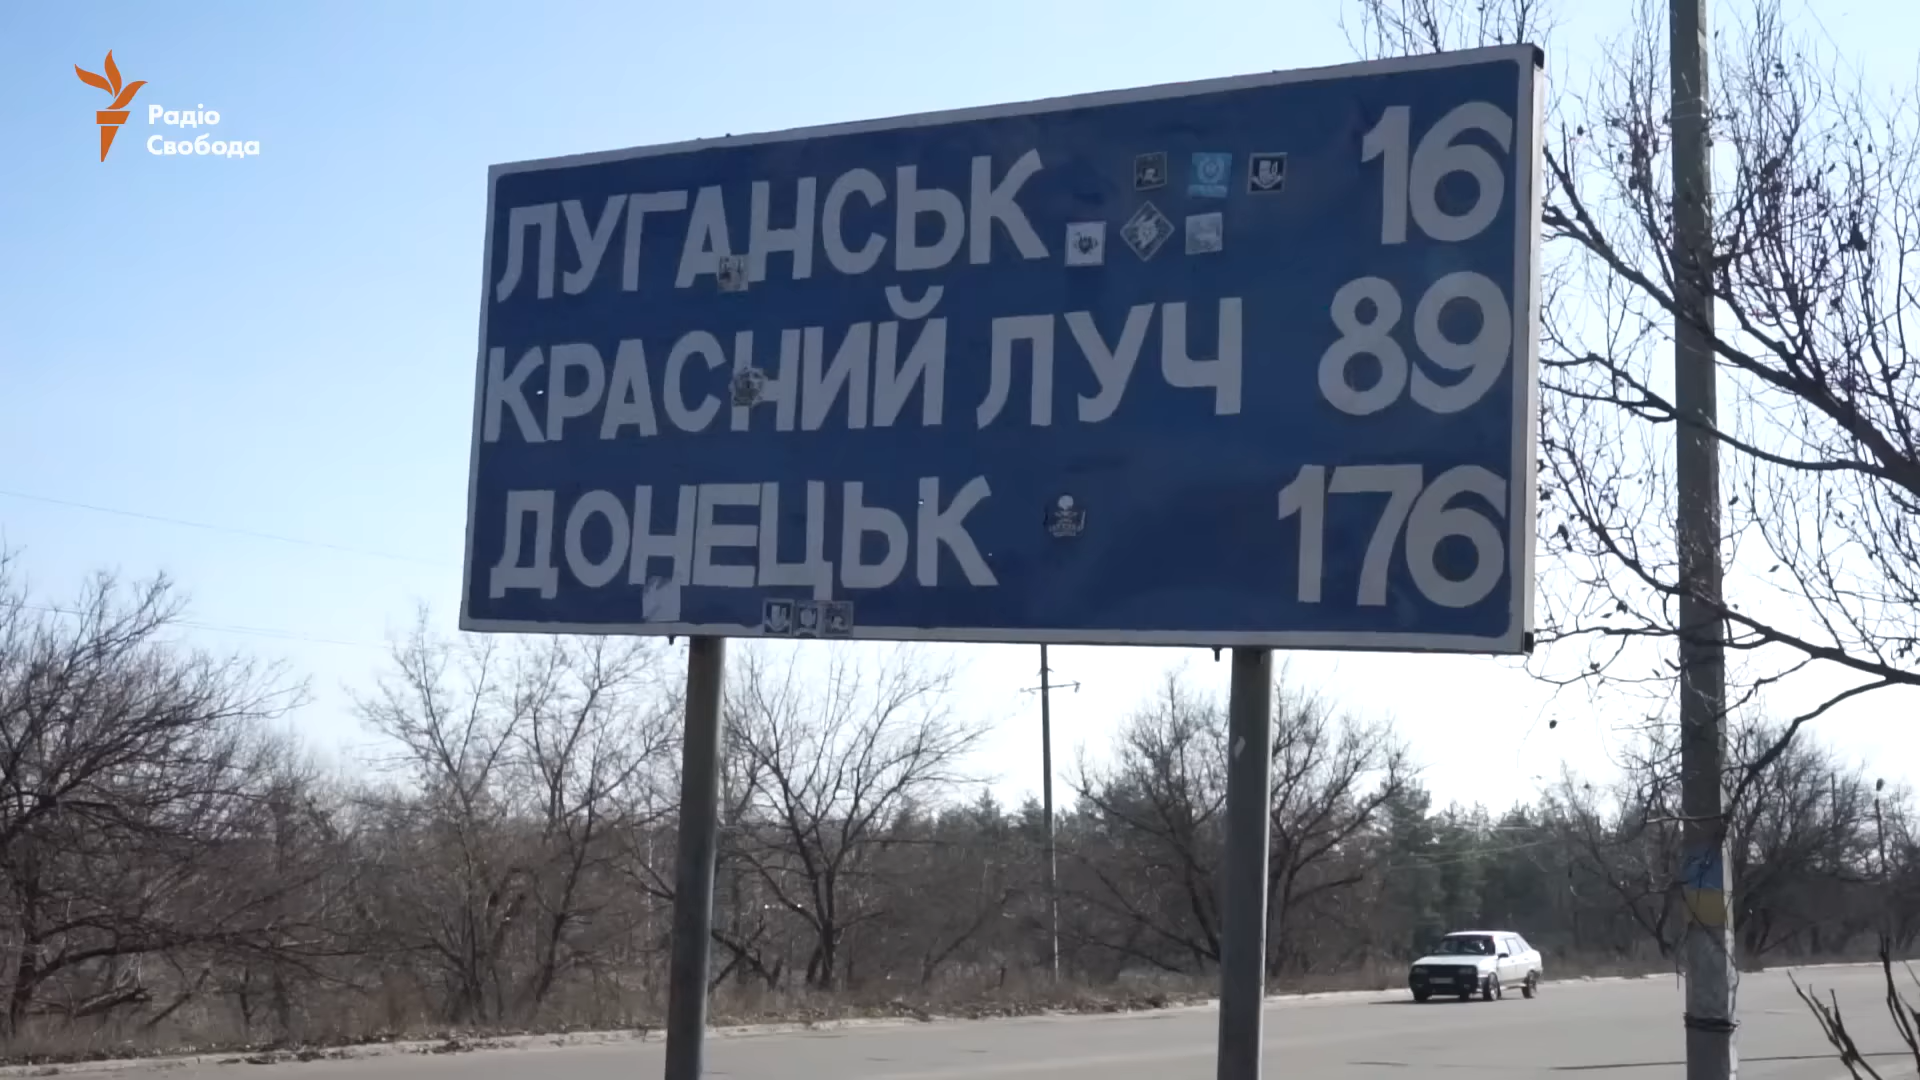 Радіо
Свобода
ЛУГАНСЬК 16
КРАСНИЙ ЛУЧ 89
ДОНЕЦЬК 176